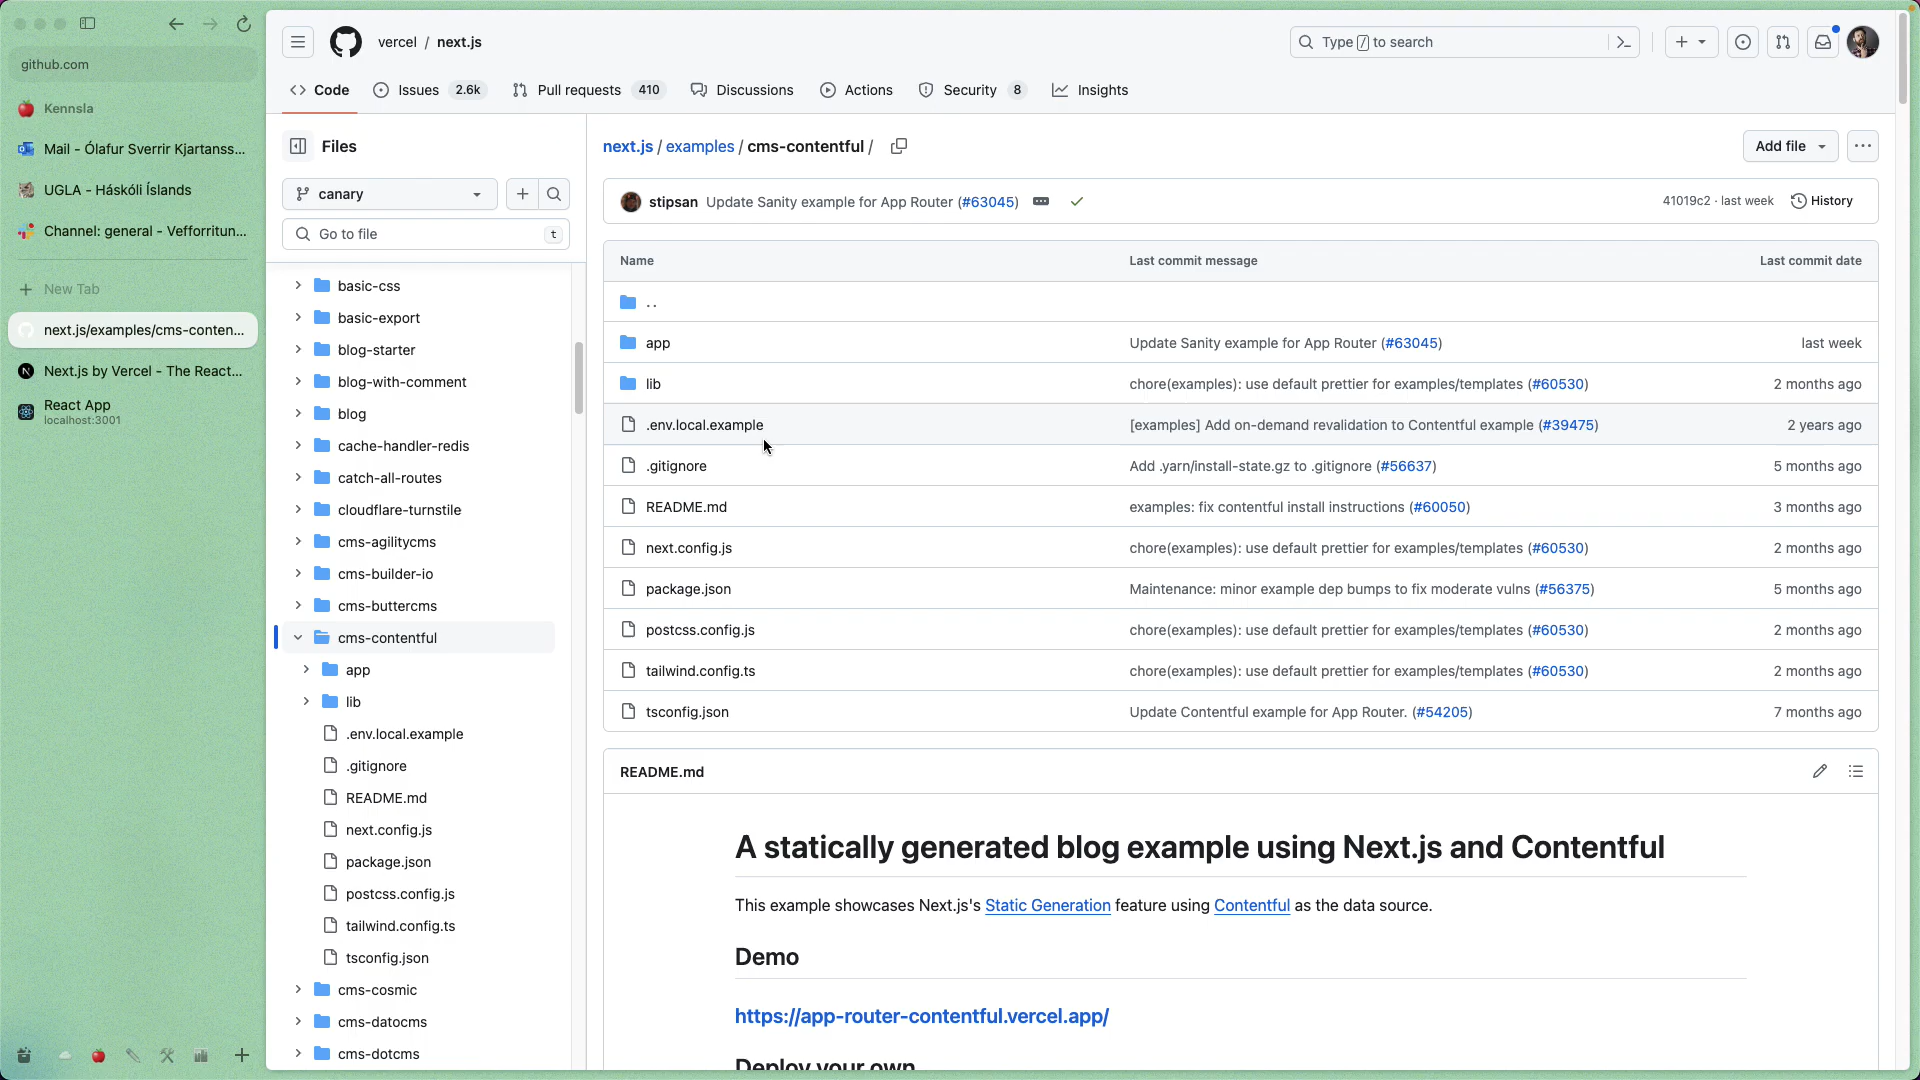 github.com
Kennsla
Mail - Ólafur Sverrir Kjartanss...
UGLA - Háskóli Íslands
Channel: general - Vefforritun...
New Tab
next.js/examples/cms-conten...
Next.js by Vercel - The React...
React App
localhost:3001
vercel / next.js
Type / to search
Code
Issues 2.6k
Pull requests 410
Discussions
Actions
Security 8
Insights
Files
canary
Go to file t
basic-css
basic-export
blog-starter
blog-with-comment
blog
cache-handler-redis
catch-all-routes
cloudflare-turnstile
cms-agilitycms
cms-builder-io
cms-buttercms
cms-contentful
app
lib
.env.local.example
.gitignore
README.md
next.config.js
package.json
postcss.config.js
tailwind.config.ts
tsconfig.json
cms-cosmic
cms-datocms
cms-dotcms
next.js / examples / cms-contentful /
Add file
stipsan Update Sanity example for App Router (#63045)
41019c2 · last week
History
Name Last commit message Last commit date
..
app Update Sanity example for App Router (#63045) last week
lib chore(examples): use default prettier for examples/templates (#60530) 2 months ago
.env.local.example [examples] Add on-demand revalidation to Contentful example (#39475) 2 years ago
.gitignore Add .yarn/install-state.gz to .gitignore (#56637) 5 months ago
README.md examples: fix contentful install instructions (#60050) 3 months ago
next.config.js chore(examples): use default prettier for examples/templates (#60530) 2 months ago
package.json Maintenance: minor example dep bumps to fix moderate vulns (#56375) 5 months ago
postcss.config.js chore(examples): use default prettier for examples/templates (#60530) 2 months ago
tailwind.config.ts chore(examples): use default prettier for examples/templates (#60530) 2 months ago
tsconfig.json Update Contentful example for App Router. (#54205) 7 months ago
README.md
A statically generated blog example using Next.js and Contentful
This example showcases Next.js's Static Generation feature using Contentful as the data source.
Demo
https://app-router-contentful.vercel.app/
Deploy your own